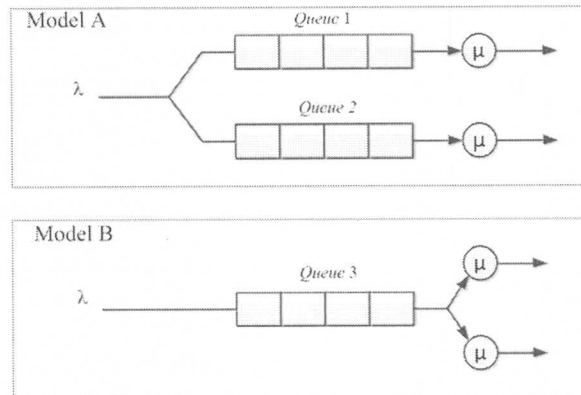 Model A
Queue 1
μ
λ
Queue 2
μ
Model B
μ
Queue 3
λ
μ